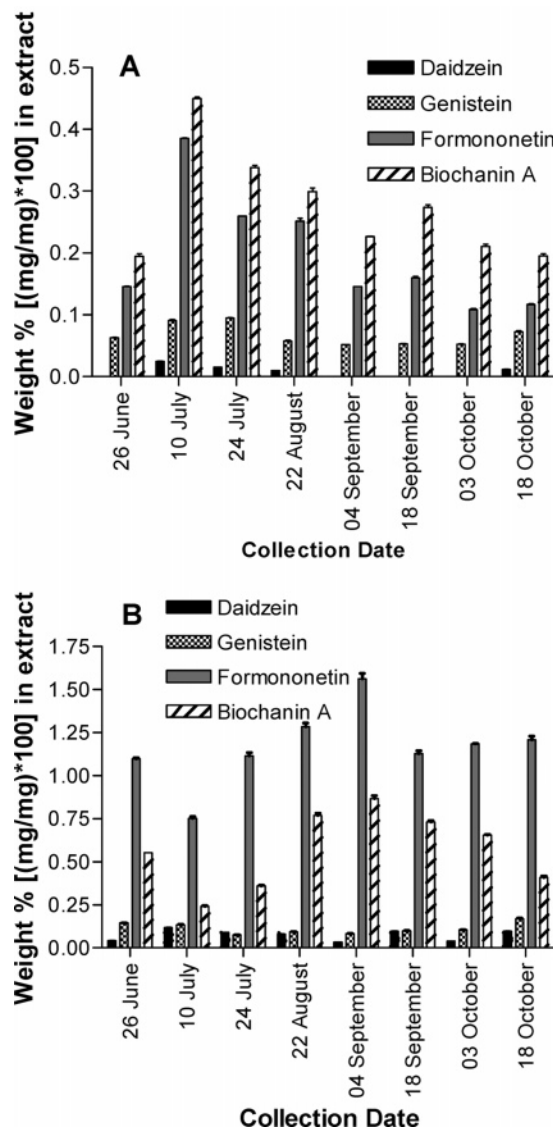 A
Daidzein
Genistein
Formononetin
Biochanin A
Weight % [(mg/mg)*100] in extract
0.5
0.4
0.3
0.2
0.1
0.0
26 June
10 July
24 July
22 August
04 September
18 September
03 October
18 October
Collection Date
B
Daidzein
Genistein
Formononetin
Biochanin A
Weight % [(mg/mg)*100] in extract
1.75
1.50
1.25
1.00
0.75
0.50
0.25
0.00
26 June
10 July
24 July
22 August
04 September
18 September
03 October
18 October
Collection Date